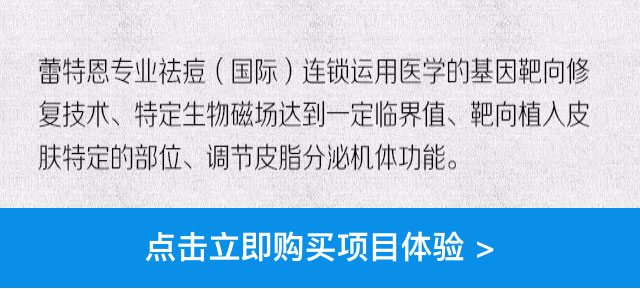 蕾特恩专业祛痘（国际）连锁运用医学的基因靶向修
复技术、特定生物磁场达到一定临界值、靶向植入皮
肤特定的部位、调节皮脂分泌机体功能。
点击立即购买项目体验 >